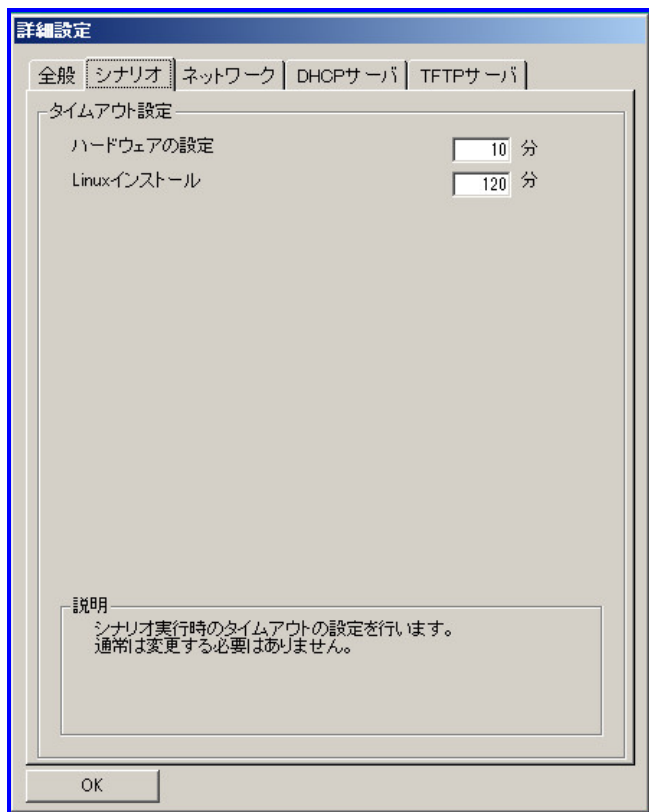 詳細設定
全般 シナリオ ネットワーク DHCPサーバ TFTPサーバ
タイムアウト設定
ハードウェアの設定 10 分
Linuxインストール 120 分
説明
シナリオ実行時のタイムアウトの設定を行います。
通常は変更する必要はありません。
OK